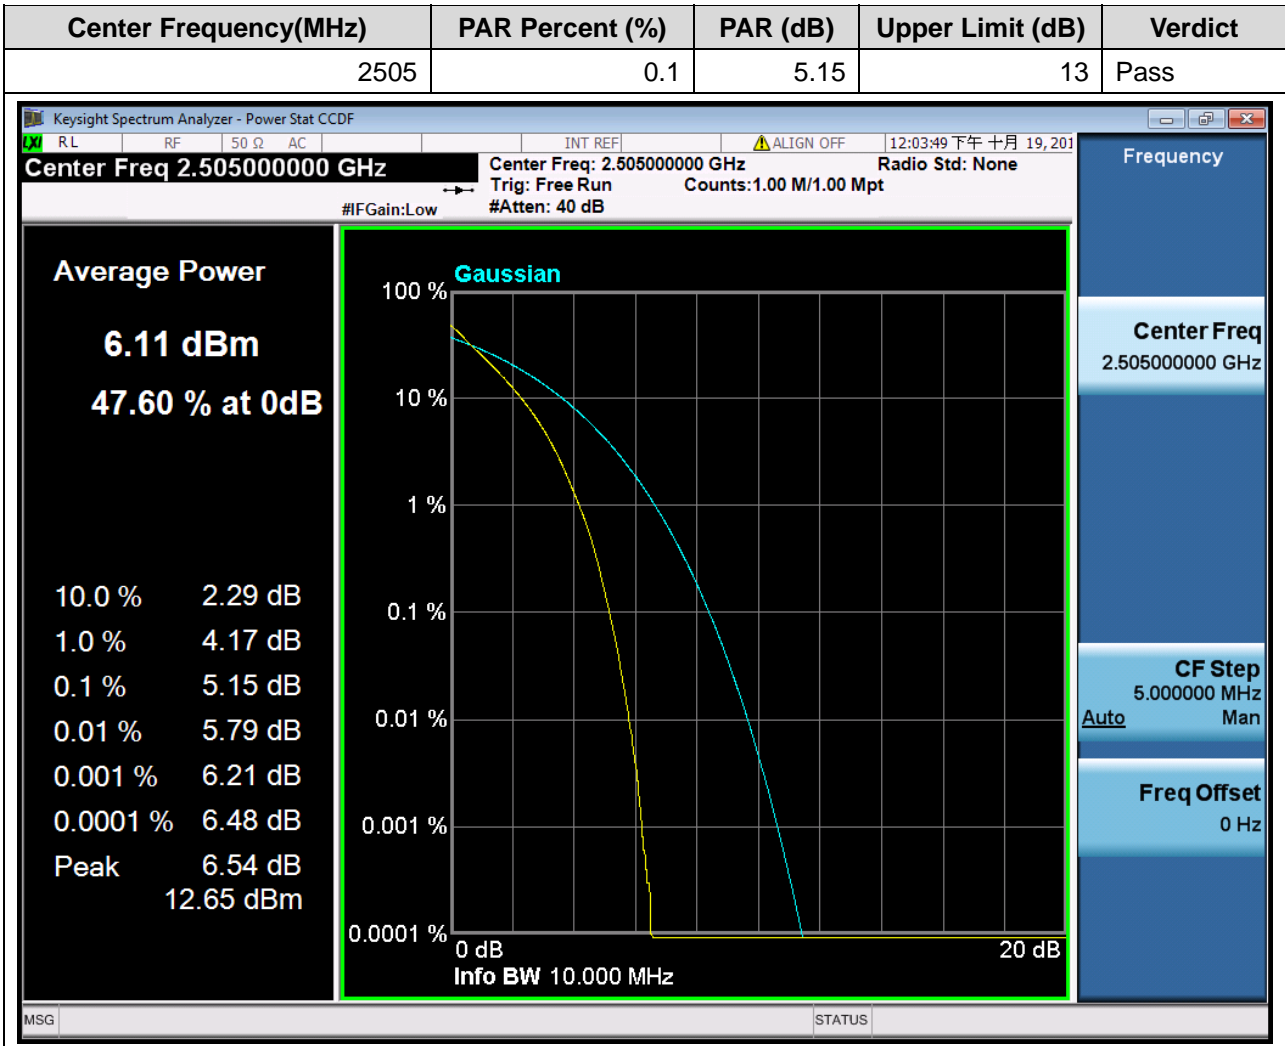 Center Frequency(MHz) PAR Percent (%) PAR (dB) Upper Limit (dB) Verdict
2505 0.1 5.15 13 Pass
Keysight Spectrum Analyzer - Power Stat CCDF
LXI RL RF 50 Ω AC INT REF ALIGN OFF 12:03:49 下午 十月 19, 201
Center Freq 2.505000000 GHz
Center Freq: 2.505000000 GHz Radio Std: None
Trig: Free Run Counts:1.00 M/1.00 Mpt
#IFGain:Low #Atten: 40 dB
Average Power
6.11 dBm
47.60 % at 0dB
10.0 % 2.29 dB
1.0 % 4.17 dB
0.1 % 5.15 dB
0.01 % 5.79 dB
0.001 % 6.21 dB
0.0001 % 6.48 dB
Peak 6.54 dB
12.65 dBm
Gaussian
100 %
10 %
1 %
0.1 %
0.01 %
0.001 %
0.0001 %
0 dB 20 dB
Info BW 10.000 MHz
Frequency
Center Freq
2.505000000 GHz
CF Step
5.000000 MHz
Auto Man
Freq Offset
0 Hz
MSG STATUS